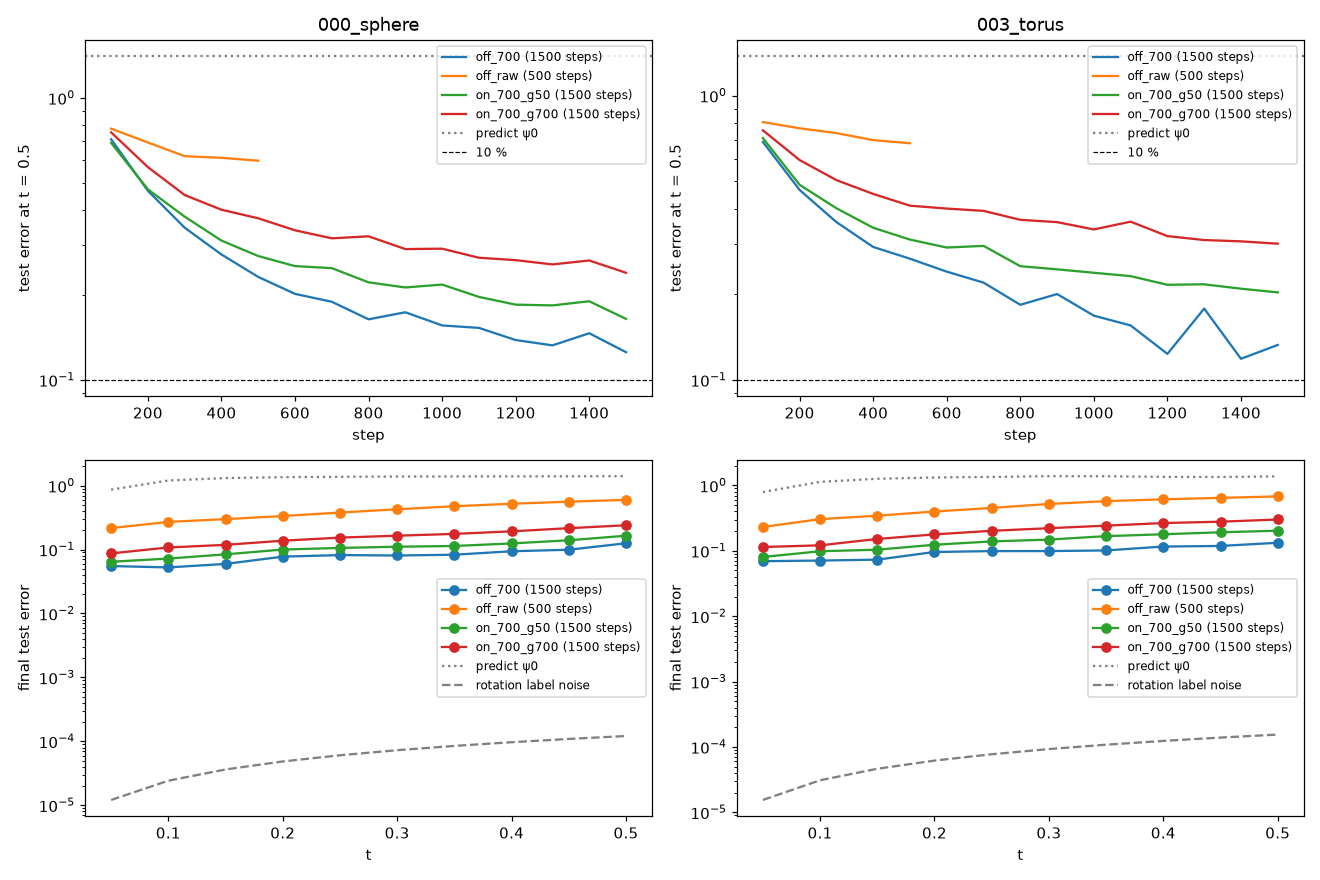 000_sphere
10⁰
10⁻¹
test error at t = 0.5
200
400
600
800
1000
1200
1400
step
off_700 (1500 steps)
off_raw (500 steps)
on_700_g50 (1500 steps)
on_700_g700 (1500 steps)
predict ψ0
10 %
003_torus
10⁰
10⁻¹
test error at t = 0.5
200
400
600
800
1000
1200
1400
step
off_700 (1500 steps)
off_raw (500 steps)
on_700_g50 (1500 steps)
on_700_g700 (1500 steps)
predict ψ0
10 %
10⁰
10⁻¹
10⁻²
10⁻³
10⁻⁴
10⁻⁵
final test error
0.1
0.2
0.3
0.4
0.5
t
off_700 (1500 steps)
off_raw (500 steps)
on_700_g50 (1500 steps)
on_700_g700 (1500 steps)
predict ψ0
rotation label noise
10⁰
10⁻¹
10⁻²
10⁻³
10⁻⁴
10⁻⁵
final test error
0.1
0.2
0.3
0.4
0.5
t
off_700 (1500 steps)
off_raw (500 steps)
on_700_g50 (1500 steps)
on_700_g700 (1500 steps)
predict ψ0
rotation label noise